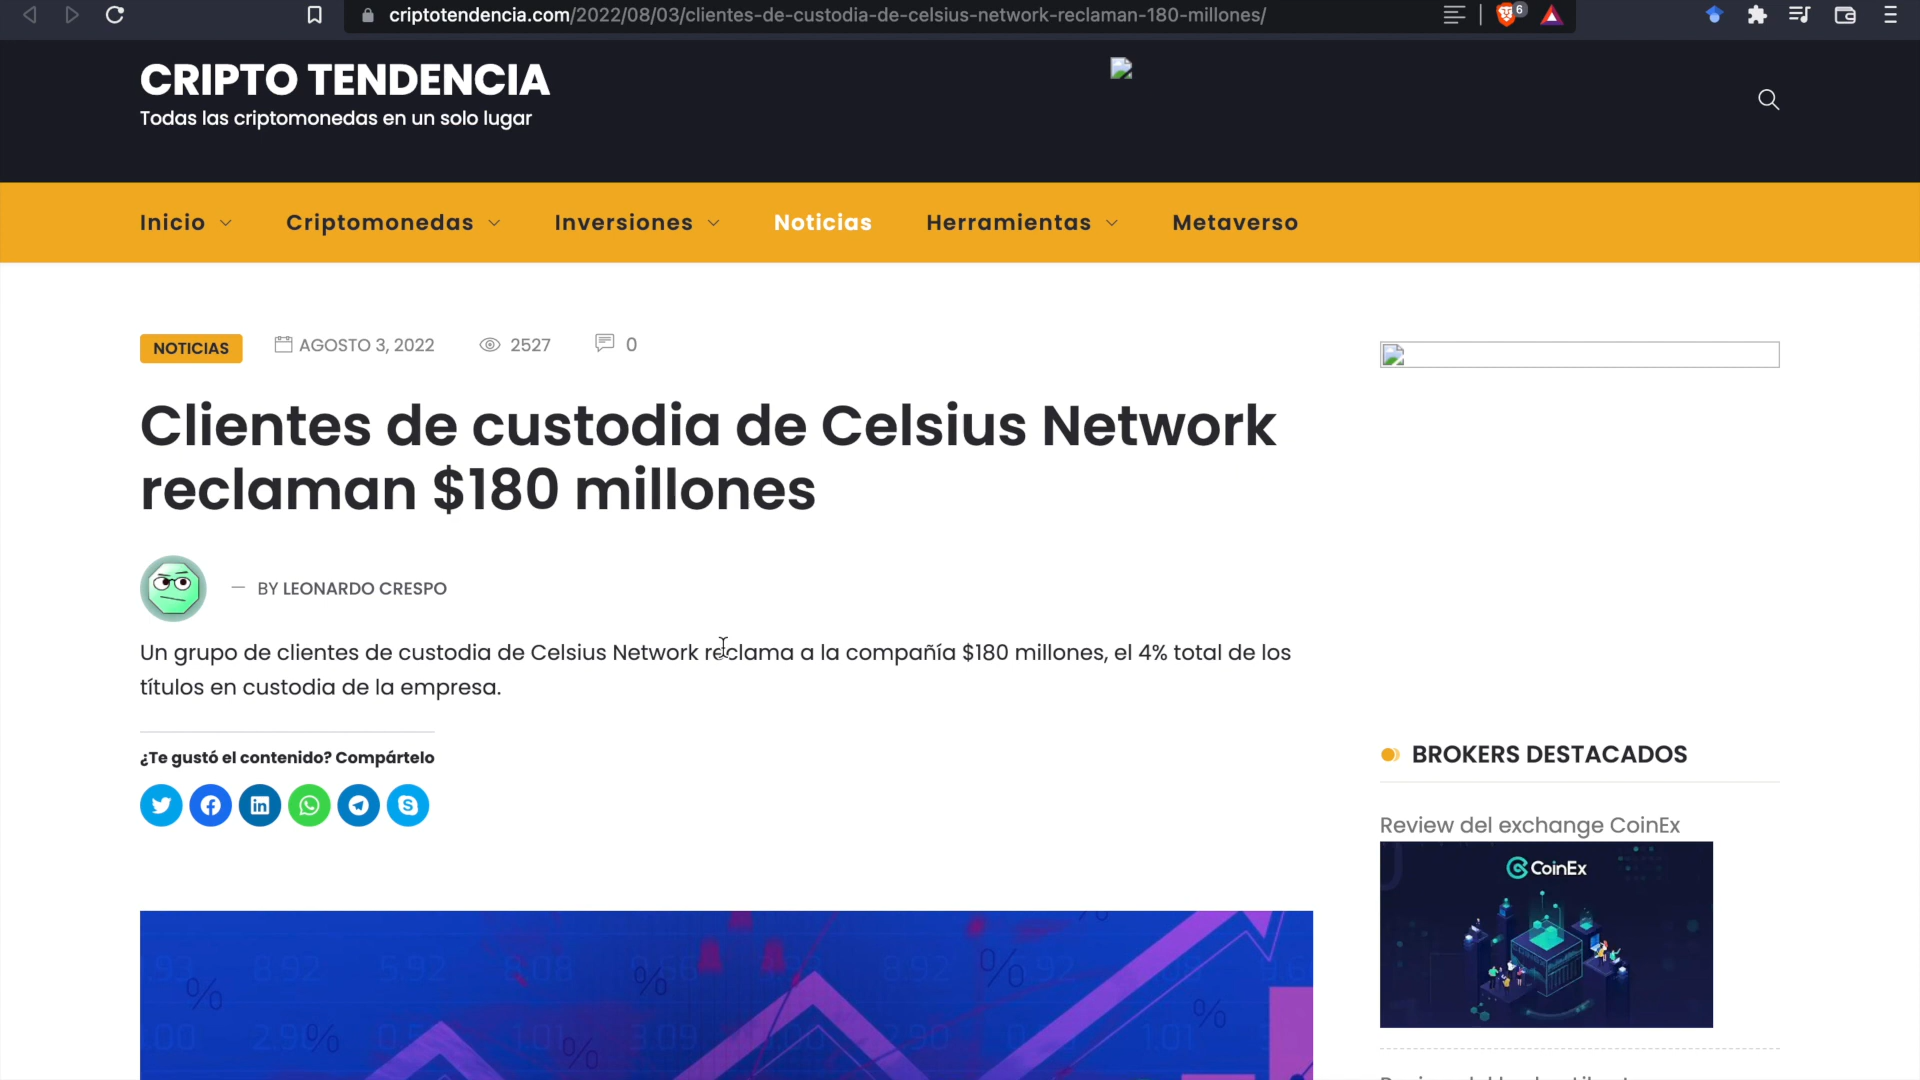 criptotendencia.com/2022/08/03/clientes-de-custodia-de-celsius-network-reclaman-180-millones/
6
CRIPTO TENDENCIA
Todas las criptomonedas en un solo lugar
Inicio Criptomonedas Inversiones Noticias Herramientas Metaverso
NOTICIAS AGOSTO 3, 2022 2527 0
Clientes de custodia de Celsius Network
reclaman $180 millones
— BY LEONARDO CRESPO
Un grupo de clientes de custodia de Celsius Network reclama a la compañía $180 millones, el 4% total de los
títulos en custodia de la empresa.
¿Te gustó el contenido? Compártelo
BROKERS DESTACADOS
Review del exchange CoinEx
CoinEx